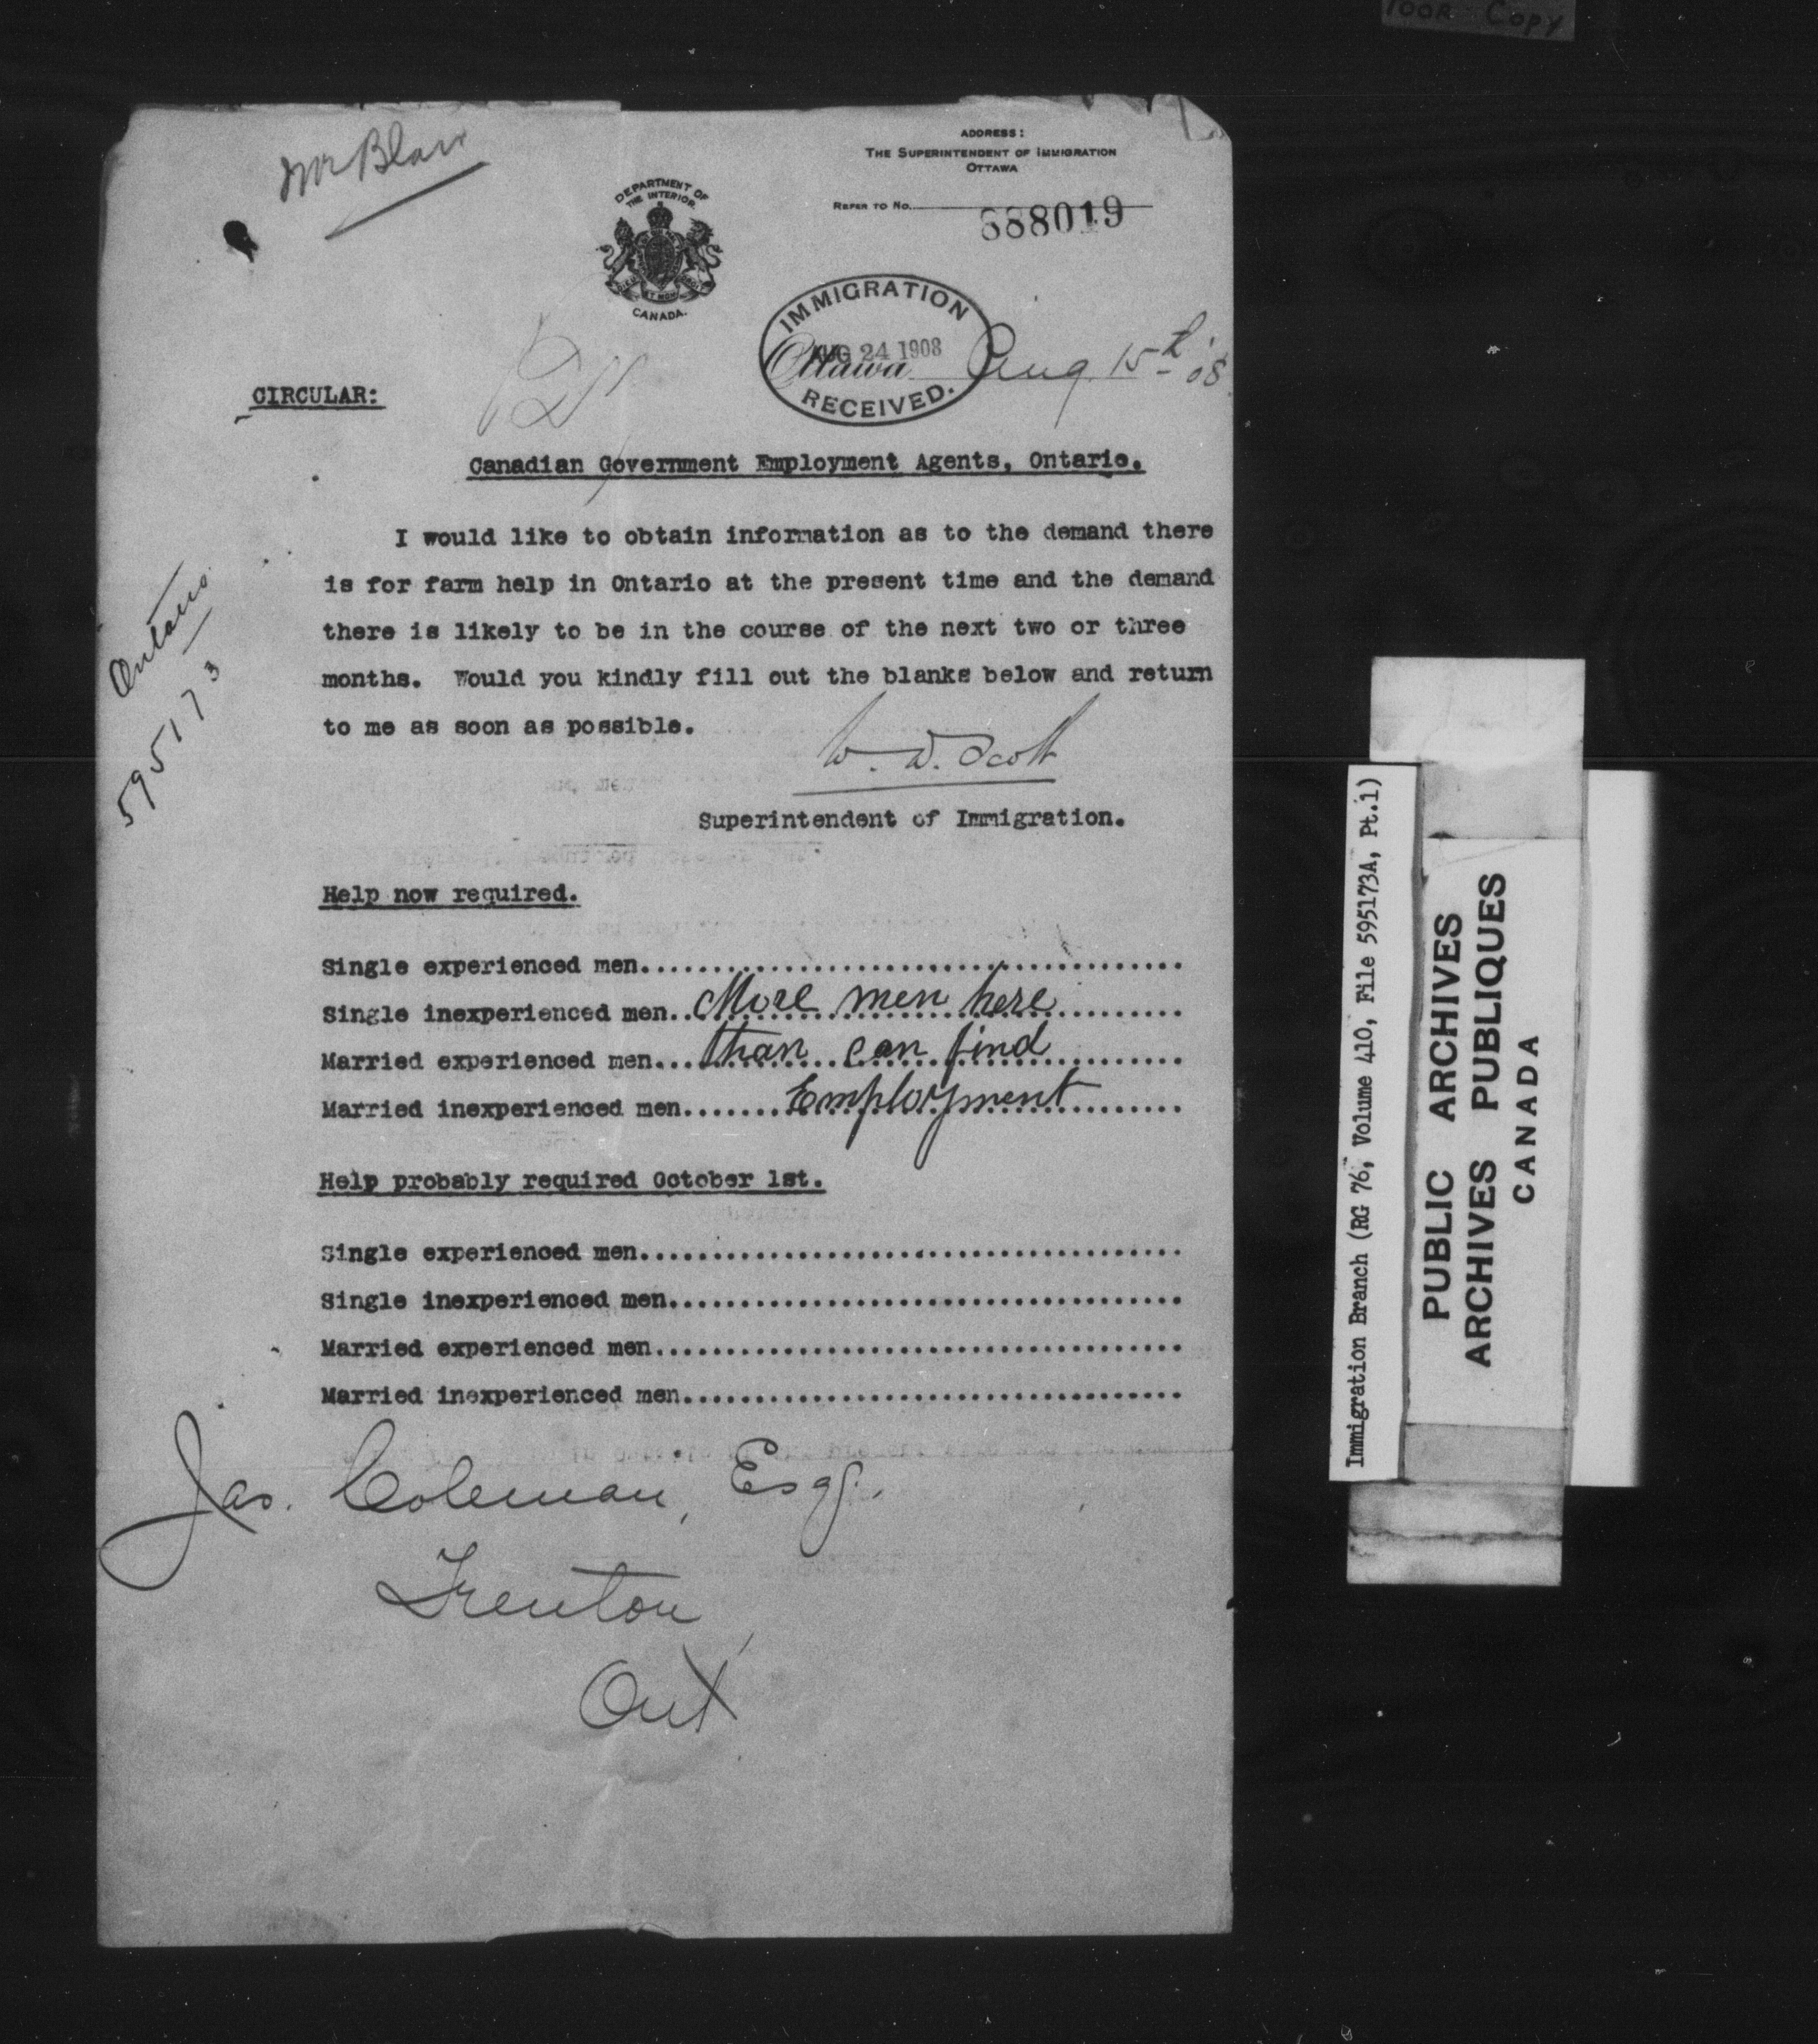 POOR COPY
Mr Blair
ADDRESS:
THE SUPERINTENDENT OF IMMIGRATION
OTTAWA
DEPARTMENT OF
THE INTERIOR.
CANADA.
REFER TO NO.
688019
IMMIGRATION
AUG 24 1908
RECEIVED.
Ottawa Aug. 15th '08
CIRCULAR:
Canadian Government Employment Agents, Ontario.
I would like to obtain information as to the demand there
is for farm help in Ontario at the present time and the demand
there is likely to be in the course of the next two or three
months. Would you kindly fill out the blanks below and return
to me as soon as possible.
Ontario
595173
W. D. Scott
Superintendent of Immigration.
Help now required.
Single experienced men
Single inexperienced men.. More men here
Married experienced men... than can find
Married inexperienced men... Employment
Help probably required October 1st.
Single experienced men
Single inexperienced men
Married experienced men
Married inexperienced men
Jas. Coleman, Esq.,
Trenton,
Ont
Immigration Branch (RG 76, Volume 410, File 595173A, Pt.1)
PUBLIC ARCHIVES
ARCHIVES PUBLIQUES
CANADA